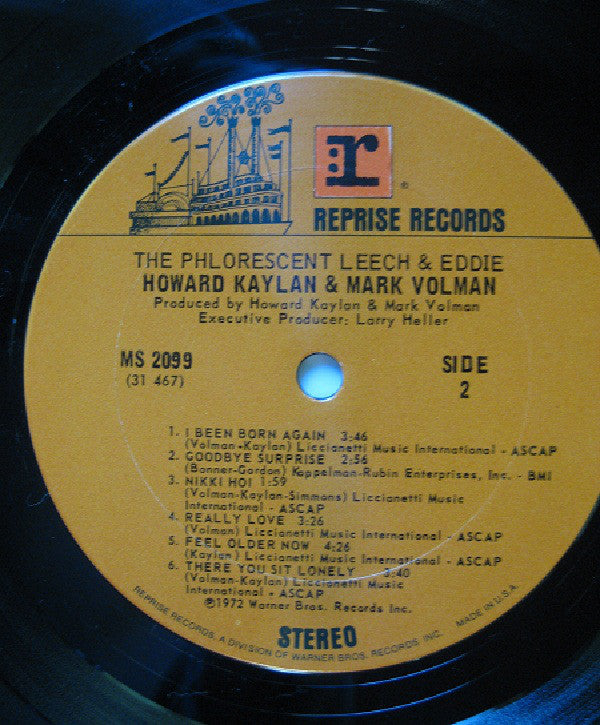 r
®
REPRISE RECORDS
THE PHLORESCENT LEECH & EDDIE
HOWARD KAYLAN & MARK VOLMAN
Produced by Howard Kaylan & Mark Volman
Executive Producer: Larry Heller
MS 2099
(31 467)
SIDE
2
1. I BEEN BORN AGAIN 3:46
(Volman-Kaylan) Liccionetti Music International - ASCAP
2. GOODBYE SURPRISE 2:56
(Bonner-Gordon) Koppelman-Rubin Enterprises, Inc. - BMI
3. NIKKI HOI 1:59
(Volman-Kaylan-Simmons) Liccionetti Music
International - ASCAP
4. REALLY LOVE 3:26
(Volman) Liccionetti Music International - ASCAP
5. FEEL OLDER NOW 4:26
(Kaylan) Liccionetti Music International - ASCAP
6. THERE YOU SIT LONELY 3:40
(Volman-Kaylan) Liccionetti Music
International - ASCAP
℗1972 Warner Bros. Records Inc.
STEREO
REPRISE RECORDS, A DIVISION OF WARNER BROS. RECORDS, INC. MADE IN U.S.A.